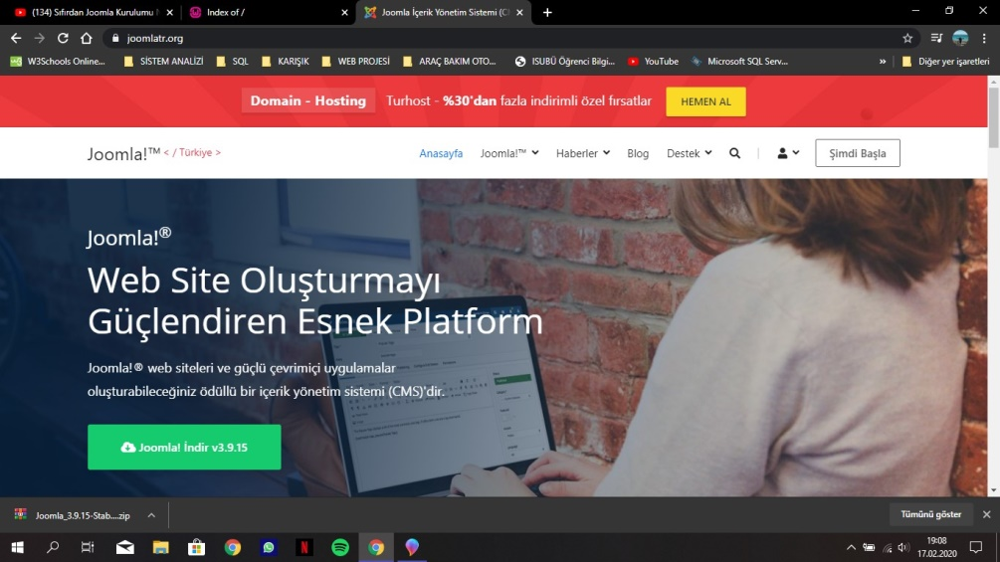 (134) Sıfırdan Joomla Kurulumu
Index of /
Joomla İçerik Yönetim Sistemi (C
joomlatr.org
W3Schools Online...
SİSTEM ANALİZİ
SQL
KARIŞIK
WEB PROJESİ
ARAÇ BAKIM OTO...
ISUBÜ Öğrenci Bilgi...
YouTube
Microsoft SQL Serv...
»
Diğer yer işaretleri
Domain - Hosting
Turhost - %30'dan fazla indirimli özel fırsatlar
HEMEN AL
Joomla!™ < / Türkiye >
Anasayfa
Joomla!™
Haberler
Blog
Destek
Şimdi Başla
Joomla!®
Web Site Oluşturmayı
Güçlendiren Esnek Platform
Joomla!® web siteleri ve güçlü çevrimiçi uygulamalar
oluşturabileceğiniz ödüllü bir içerik yönetim sistemi (CMS)'dir.
Joomla! İndir v3.9.15
Joomla_3.9.15-Stab....zip
Tümünü göster
19:08
17.02.2020